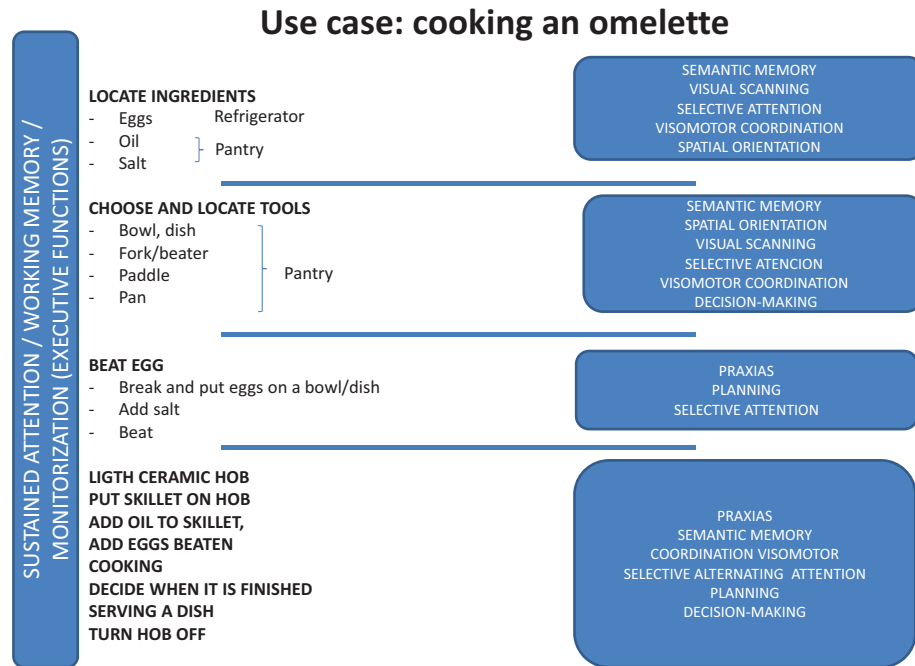 Use case: cooking an omelette
SUSTAINED ATTENTION / WORKING MEMORY /
MONITORIZATION (EXECUTIVE FUNCTIONS)
LOCATE INGREDIENTS
- Eggs Refrigerator
- Oil
- Salt
Pantry
SEMANTIC MEMORY
VISUAL SCANNING
SELECTIVE ATTENTION
VISOMOTOR COORDINATION
SPATIAL ORIENTATION
CHOOSE AND LOCATE TOOLS
- Bowl, dish
- Fork/beater
- Paddle
- Pan
Pantry
SEMANTIC MEMORY
SPATIAL ORIENTATION
VISUAL SCANNING
SELECTIVE ATENCION
VISOMOTOR COORDINATION
DECISION-MAKING
BEAT EGG
- Break and put eggs on a bowl/dish
- Add salt
- Beat
PRAXIAS
PLANNING
SELECTIVE ATTENTION
LIGTH CERAMIC HOB
PUT SKILLET ON HOB
ADD OIL TO SKILLET,
ADD EGGS BEATEN
COOKING
DECIDE WHEN IT IS FINISHED
SERVING A DISH
TURN HOB OFF
PRAXIAS
SEMANTIC MEMORY
COORDINATION VISOMOTOR
SELECTIVE ALTERNATING ATTENTION
PLANNING
DECISION-MAKING